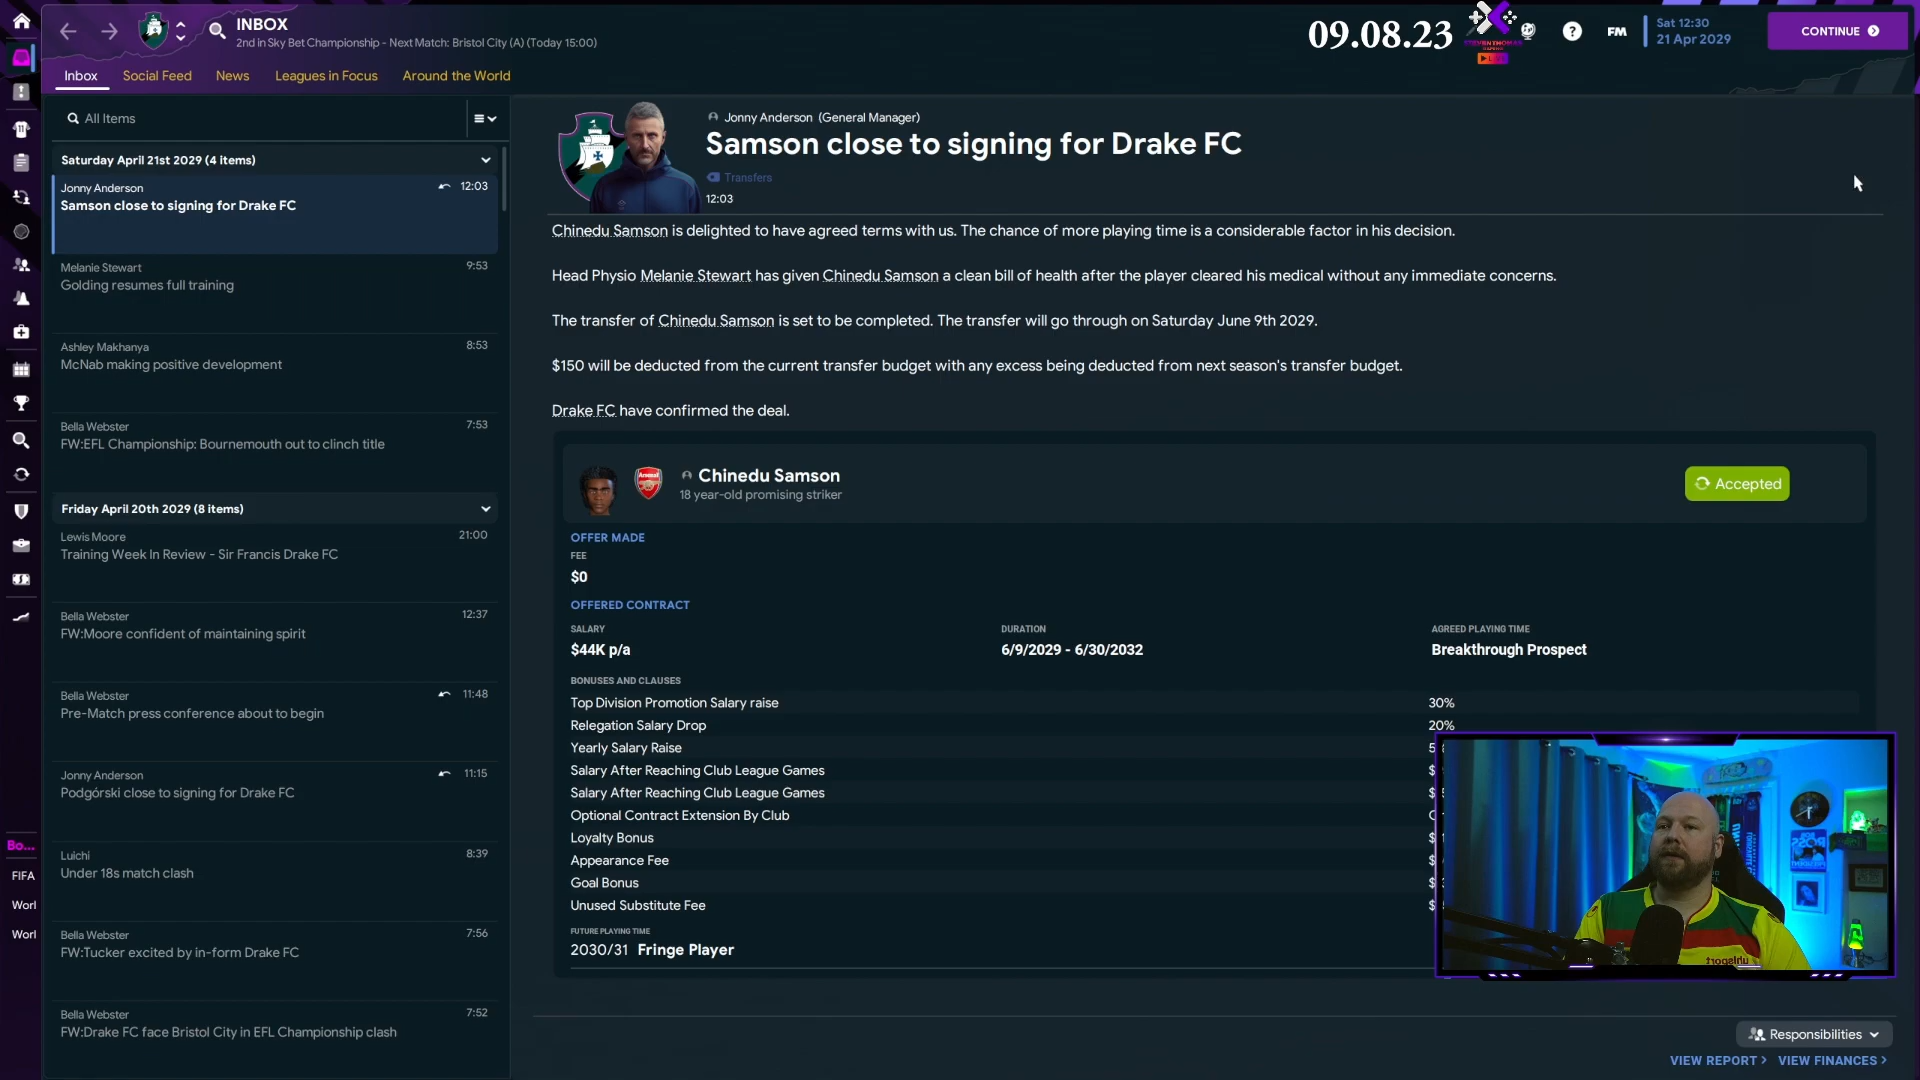 INBOX
2nd in Sky Bet Championship - Next Match: Bristol City (A) (Today 15:00)
09.08.23
FM
Sat 12:30
21 Apr 2029
CONTINUE
Inbox
Social Feed
News
Leagues in Focus
Around the World
All Items
Saturday April 21st 2029 (4 items)
Jonny Anderson
12:03
Samson close to signing for Drake FC
Melanie Stewart
9:53
Golding resumes full training
Ashley Makhanya
8:53
McNab making positive development
Bella Webster
7:53
FW:EFL Championship: Bournemouth out to clinch title
Friday April 20th 2029 (8 items)
Lewis Moore
21:00
Training Week In Review - Sir Francis Drake FC
Bella Webster
12:37
FW:Moore confident of maintaining spirit
Bella Webster
11:48
Pre-Match press conference about to begin
Jonny Anderson
11:15
Podgórski close to signing for Drake FC
Luichi
8:39
Under 18s match clash
Bella Webster
7:56
FW:Tucker excited by in-form Drake FC
Bella Webster
7:52
FW:Drake FC face Bristol City in EFL Championship clash
Bo...
FIFA
Worl
Worl
Jonny Anderson (General Manager)
Samson close to signing for Drake FC
Transfers
12:03
Chinedu Samson is delighted to have agreed terms with us. The chance of more playing time is a considerable factor in his decision.
Head Physio Melanie Stewart has given Chinedu Samson a clean bill of health after the player cleared his medical without any immediate concerns.
The transfer of Chinedu Samson is set to be completed. The transfer will go through on Saturday June 9th 2029.
$150 will be deducted from the current transfer budget with any excess being deducted from next season's transfer budget.
Drake FC have confirmed the deal.
Arsenal
Chinedu Samson
18 year-old promising striker
Accepted
OFFER MADE
FEE
$0
OFFERED CONTRACT
SALARY
$44K p/a
DURATION
6/9/2029 - 6/30/2032
AGREED PLAYING TIME
Breakthrough Prospect
BONUSES AND CLAUSES
Top Division Promotion Salary raise
30%
Relegation Salary Drop
20%
Yearly Salary Raise
Salary After Reaching Club League Games
$
Salary After Reaching Club League Games
$
Optional Contract Extension By Club
Loyalty Bonus
$
Appearance Fee
$
Goal Bonus
$
Unused Substitute Fee
$
FUTURE PLAYING TIME
2030/31 Fringe Player
uhlsport
Responsibilities
VIEW REPORT >
VIEW FINANCES >